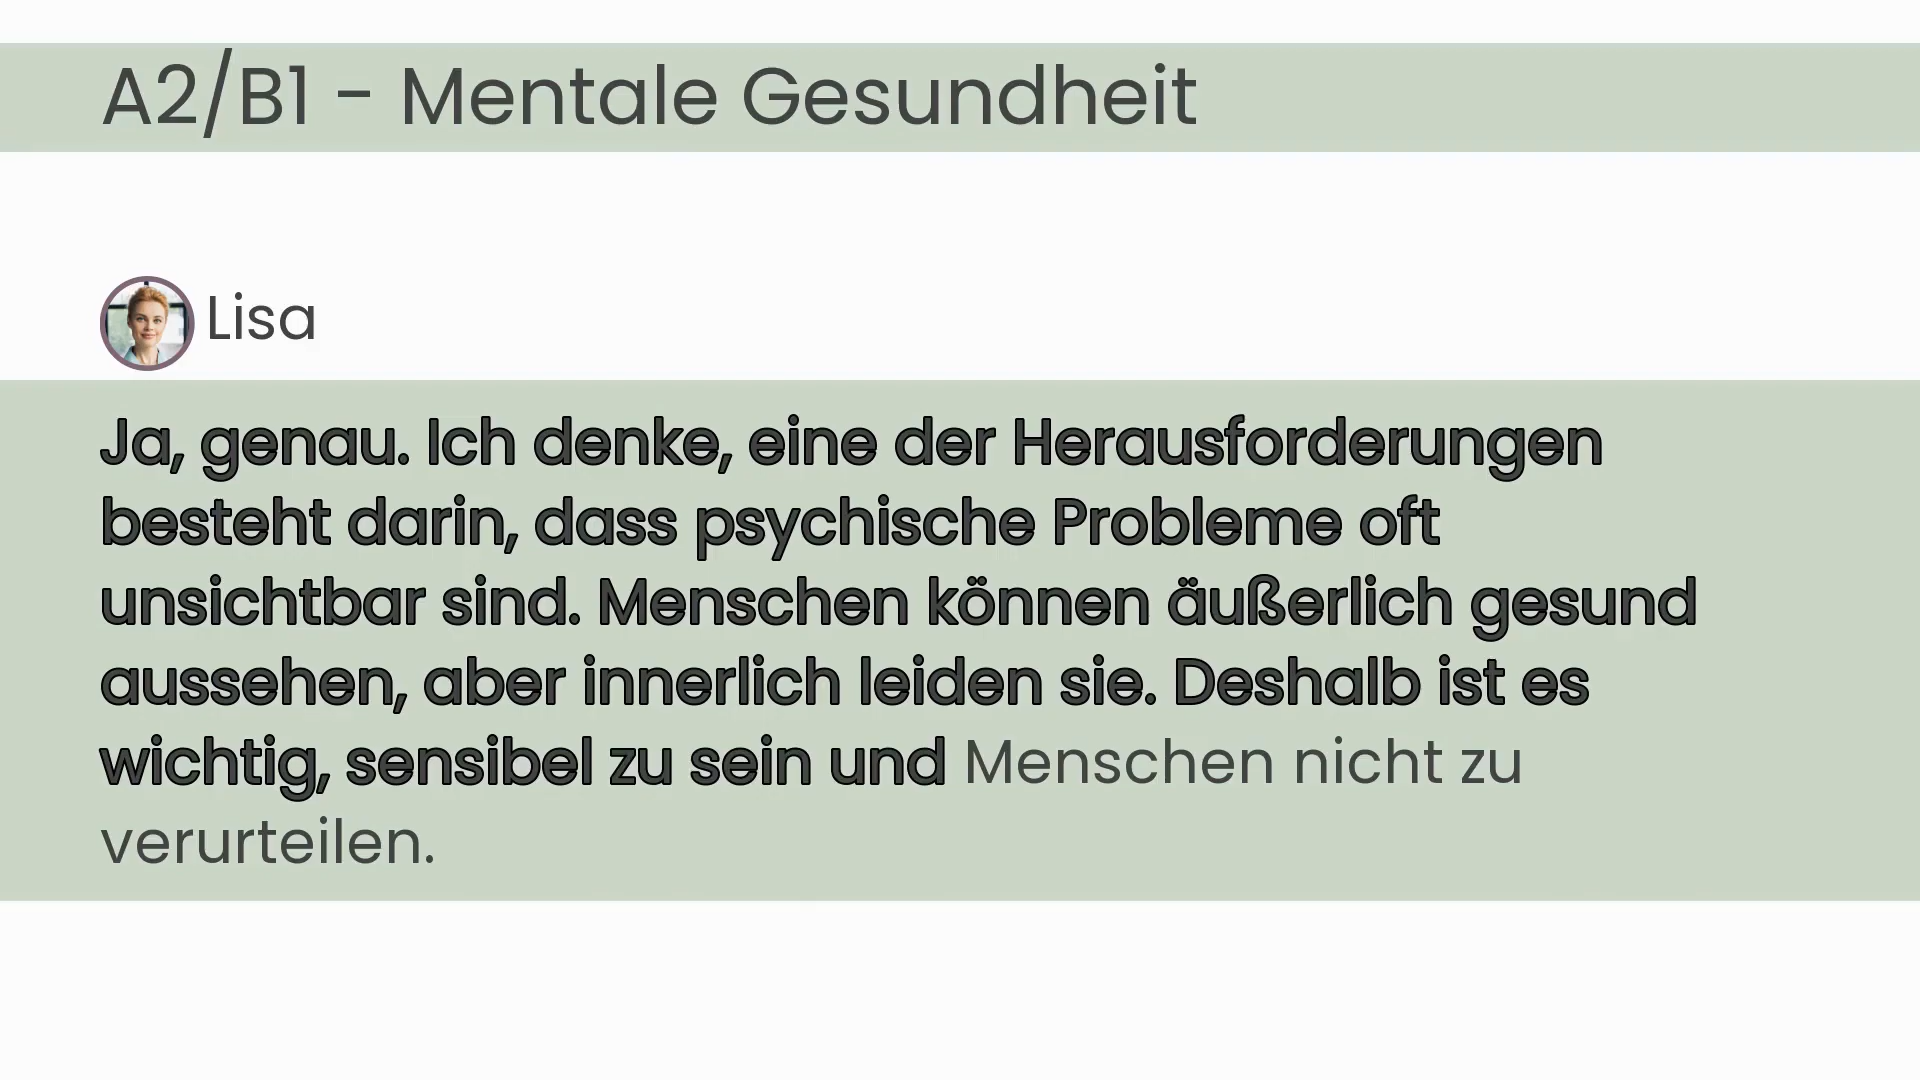 A2/B1 - Mentale Gesundheit
Lisa
Ja, genau. Ich denke, eine der Herausforderungen
besteht darin, dass psychische Probleme oft
unsichtbar sind. Menschen können äußerlich gesund
aussehen, aber innerlich leiden sie. Deshalb ist es
wichtig, sensibel zu sein und Menschen nicht zu
verurteilen.